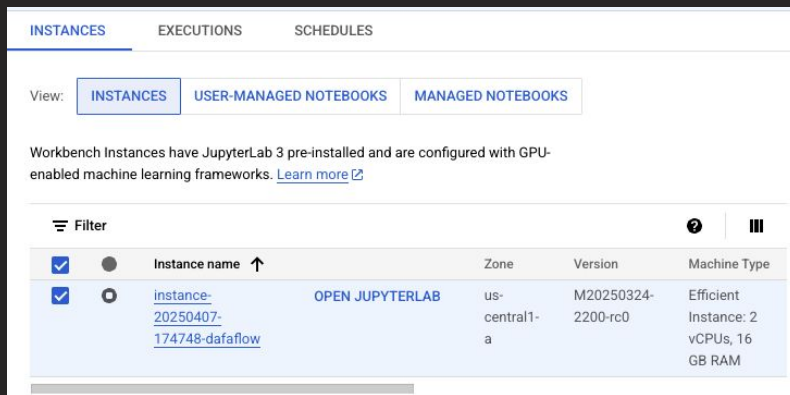 INSTANCES EXECUTIONS SCHEDULES
View: INSTANCES USER-MANAGED NOTEBOOKS MANAGED NOTEBOOKS
Workbench Instances have JupyterLab 3 pre-installed and are configured with GPU-
enabled machine learning frameworks. Learn more
Filter
Instance name Zone Version Machine Type
instance- OPEN JUPYTERLAB us- M20250324- Efficient
20250407- central1- 2200-rc0 Instance: 2
174748-dafaflow a vCPUs, 16
GB RAM